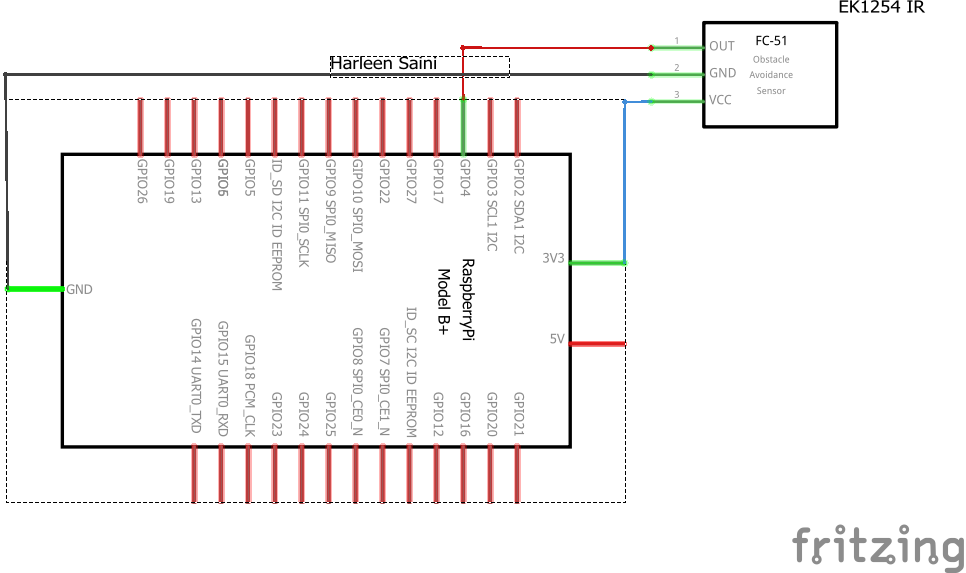 EK1254 IR
1
OUT
FC-51
Obstacle
Avoidance
Sensor
2
GND
3
VCC
Harleen Saini
GPIO26
GPIO19
GPIO13
GPIO6
GPIO5
ID_SD I2C ID EEPROM
GPIO11 SPI0_SCLK
GPIO9 SPI0_MISO
GIPO10 SPI0_MOSI
GPIO22
GPIO27
GPIO17
GPIO4
GPIO3 SCL1 I2C
GPIO2 SDA1 I2C
3V3
GND
RaspberryPi
Model B+
5V
GPIO14 UART0_TXD
GPIO15 UART0_RXD
GPIO18 PCM_CLK
GPIO23
GPIO24
GPIO25
GPIO8 SPI0_CE0_N
GPIO7 SPI0_CE1_N
ID_SC I2C ID EEPROM
GPIO12
GPIO16
GPIO20
GPIO21
fritzing